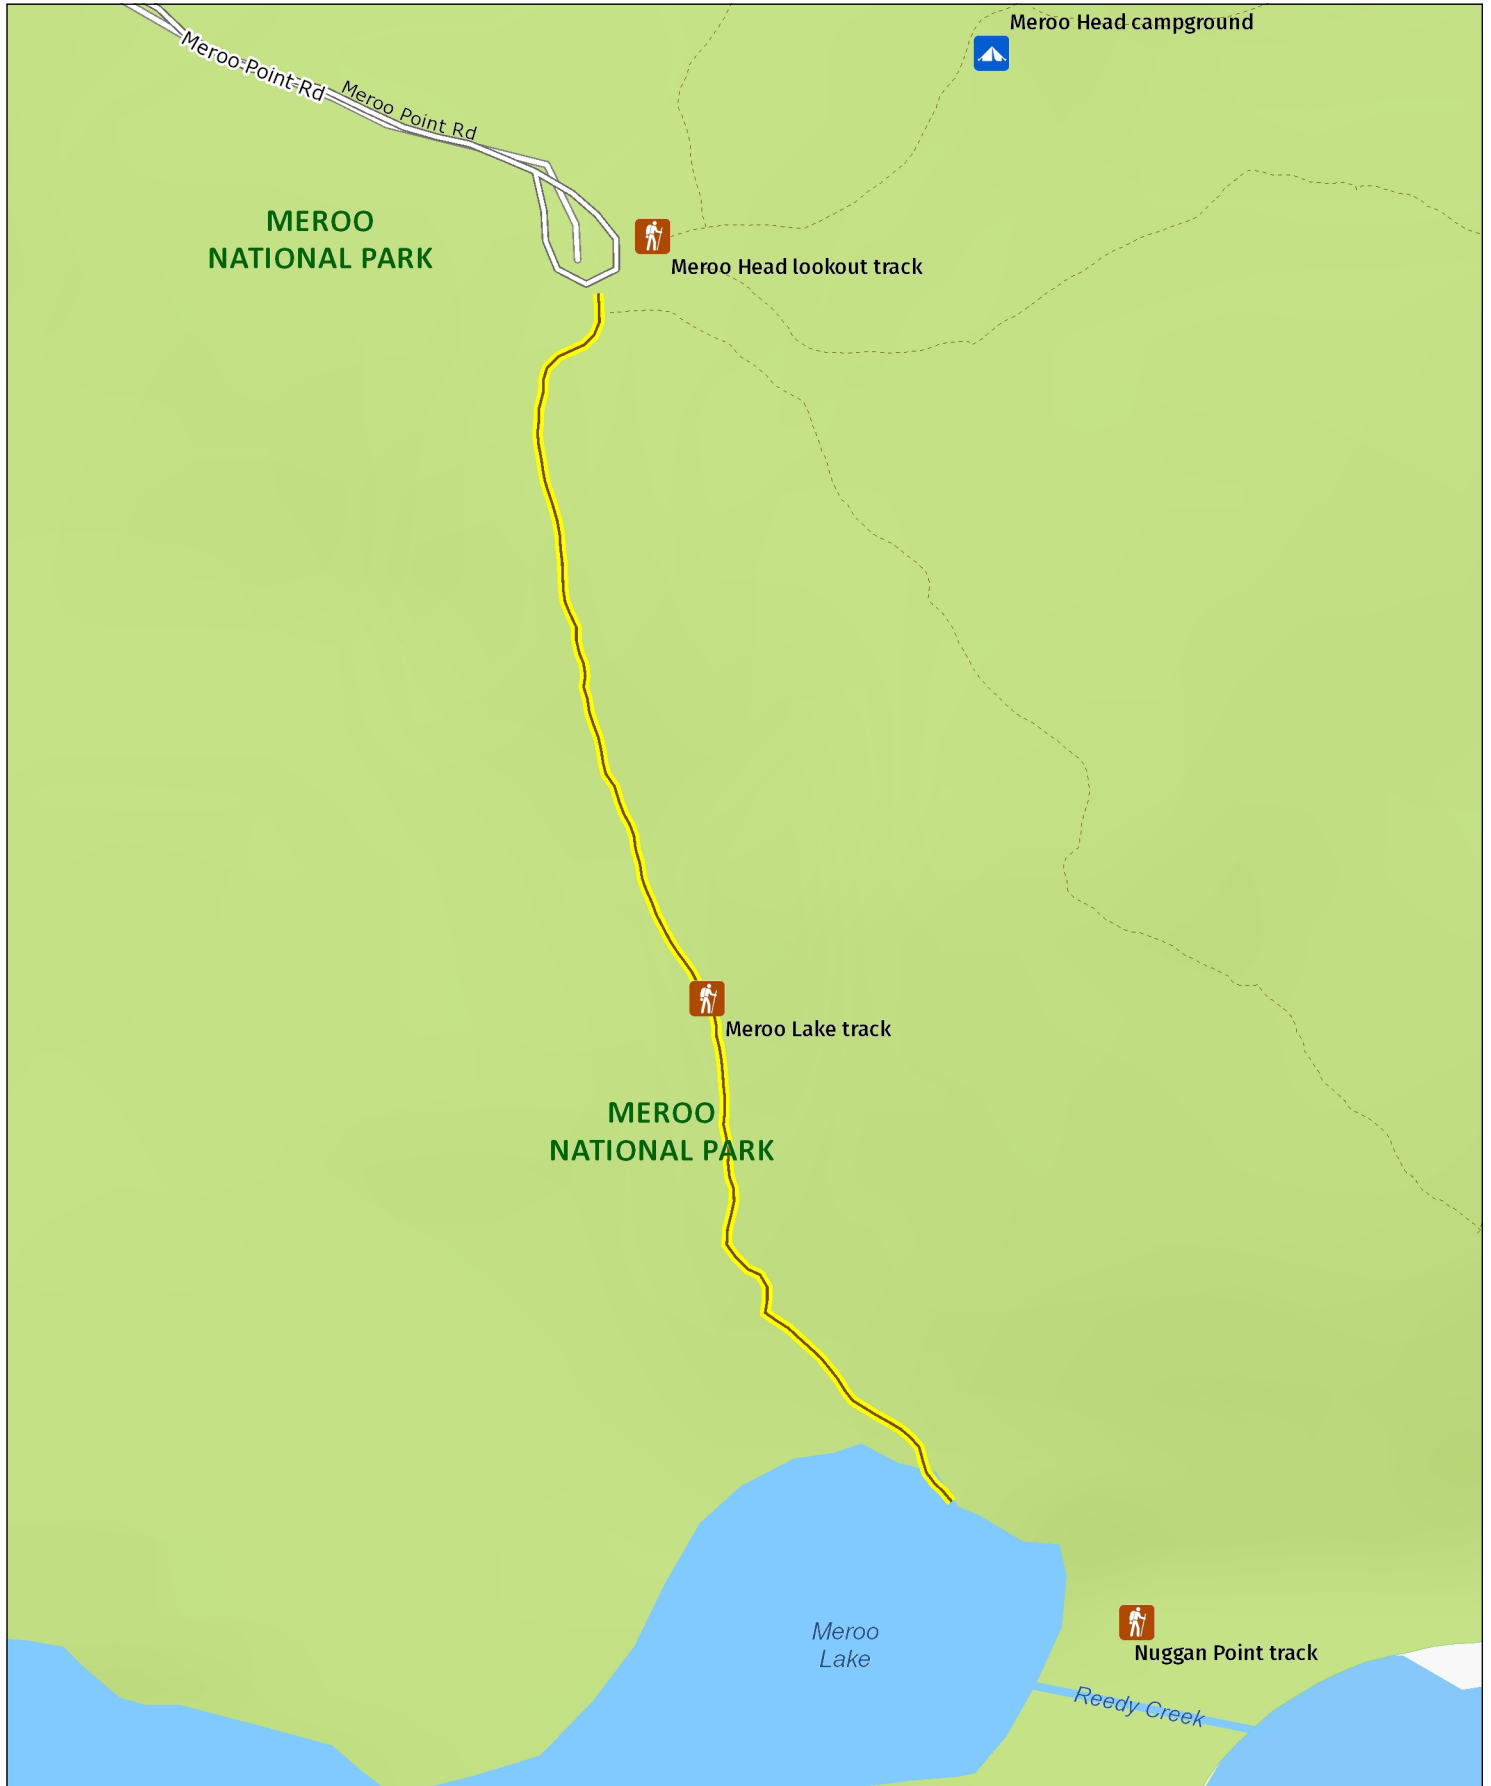 Meroo Head campground
Meroo Point Rd
Meroo Point Rd
MEROO
NATIONAL PARK
Meroo Head lookout track
Meroo Lake track
MEROO
NATIONAL PARK
Meroo
Lake
Nuggan Point track
Reedy Creek